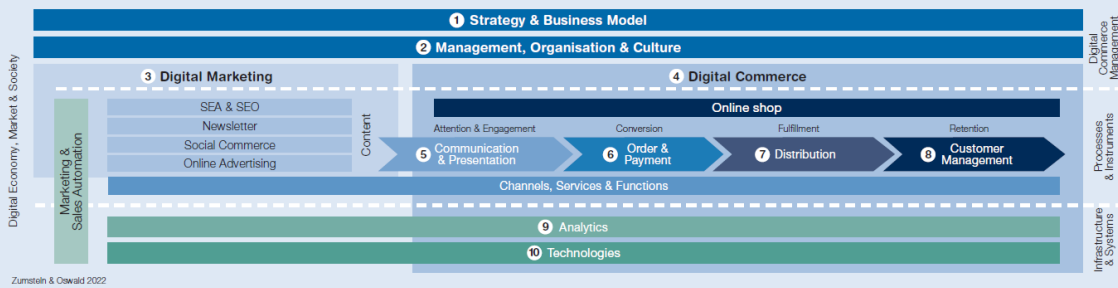 1 Strategy & Business Model
2 Management, Organisation & Culture
Digital Economy, Market & Society
Digital
Commerce
Management
3 Digital Marketing
4 Digital Commerce
Marketing &
Sales Automation
SEA & SEO
Newsletter
Social Commerce
Online Advertising
Content
Online shop
Attention & Engagement
Conversion
Fulfillment
Retention
5 Communication
& Presentation
6 Order &
Payment
7 Distribution
8 Customer
Management
Channels, Services & Functions
Processes
& Instruments
9 Analytics
10 Technologies
Infrastructure
& Systems
Zumstein & Oswald 2022